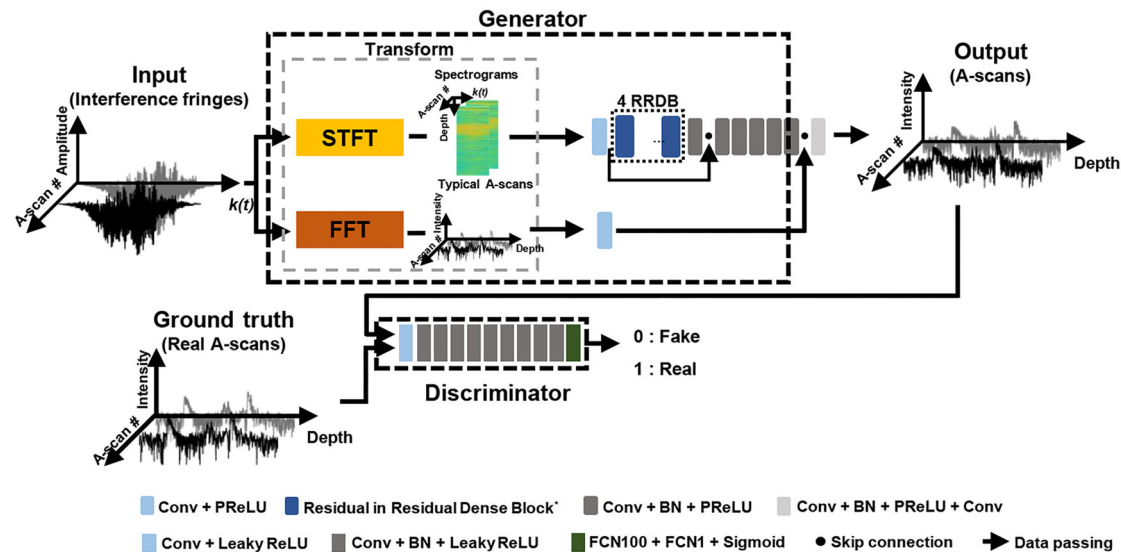 Generator
Transform
Input
(Interference fringes)
Amplitude
A-scan #
k(t)
STFT
FFT
Spectrograms
A-scan #
k(t)
Depth
Typical A-scans
Intensity
A-scan #
Depth
4 RRDB
...
Output
(A-scans)
Intensity
A-scan #
Depth
Ground truth
(Real A-scans)
Intensity
A-scan #
Depth
Discriminator
0 : Fake
1 : Real
Conv + PReLU
Residual in Residual Dense Block*
Conv + BN + PReLU
Conv + BN + PReLU + Conv
Conv + Leaky ReLU
Conv + BN + Leaky ReLU
FCN100 + FCN1 + Sigmoid
Skip connection
Data passing